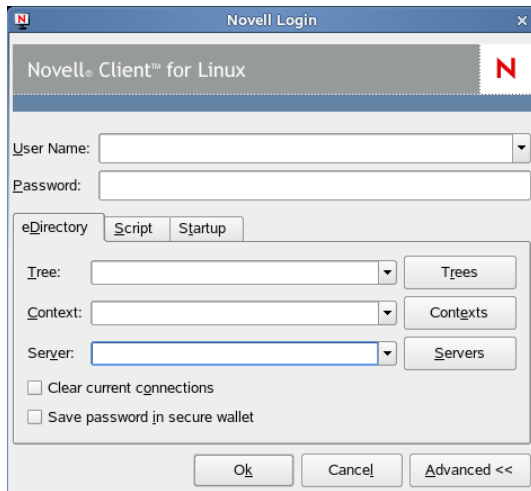 N Novell Login ×
Novell® Client™ for Linux N
User Name:
Password:
eDirectory Script Startup
Tree: Trees
Context: Contexts
Server: Servers
Clear current connections
Save password in secure wallet
Ok Cancel Advanced <<